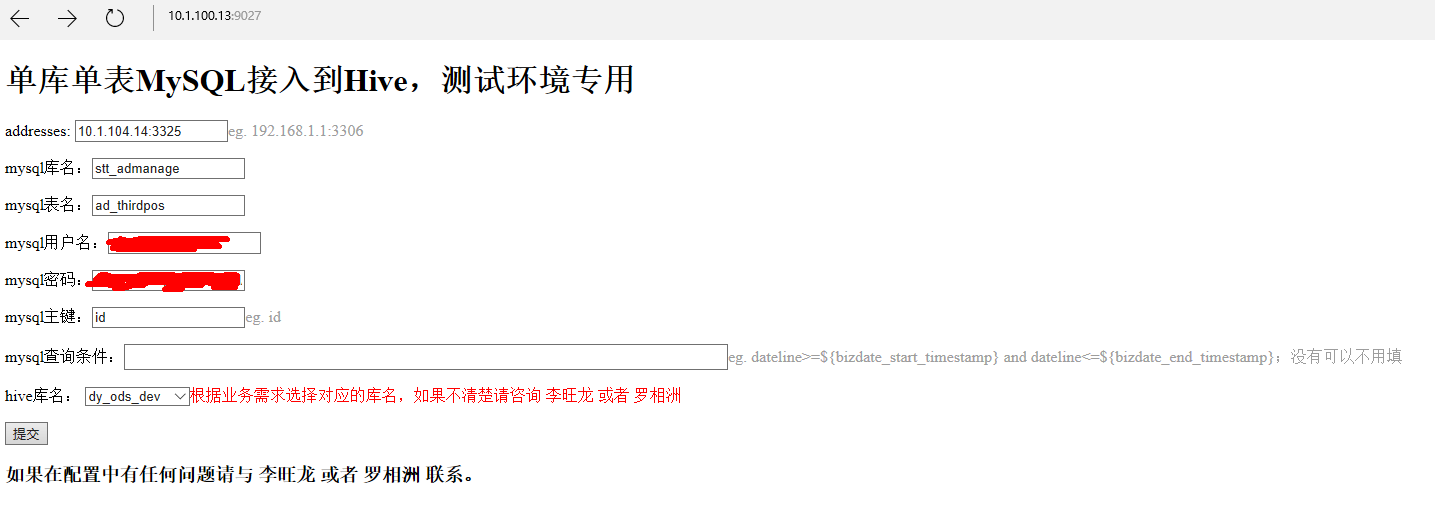 10.1.100.13:9027
单库单表MySQL接入到Hive，测试环境专用
addresses: 10.1.104.14:3325 eg. 192.168.1.1:3306
mysql库名： stt_admanage
mysql表名： ad_thirdpos
mysql用户名：
mysql密码：
mysql主键： id eg. id
mysql查询条件： eg. dateline>=${bizdate_start_timestamp} and dateline<=${bizdate_end_timestamp}；没有可以不用填
hive库名： dy_ods_dev 根据业务需求选择对应的库名，如果不清楚请咨询 李旺龙 或者 罗相洲
提交
如果在配置中有任何问题请与 李旺龙 或者 罗相洲 联系。